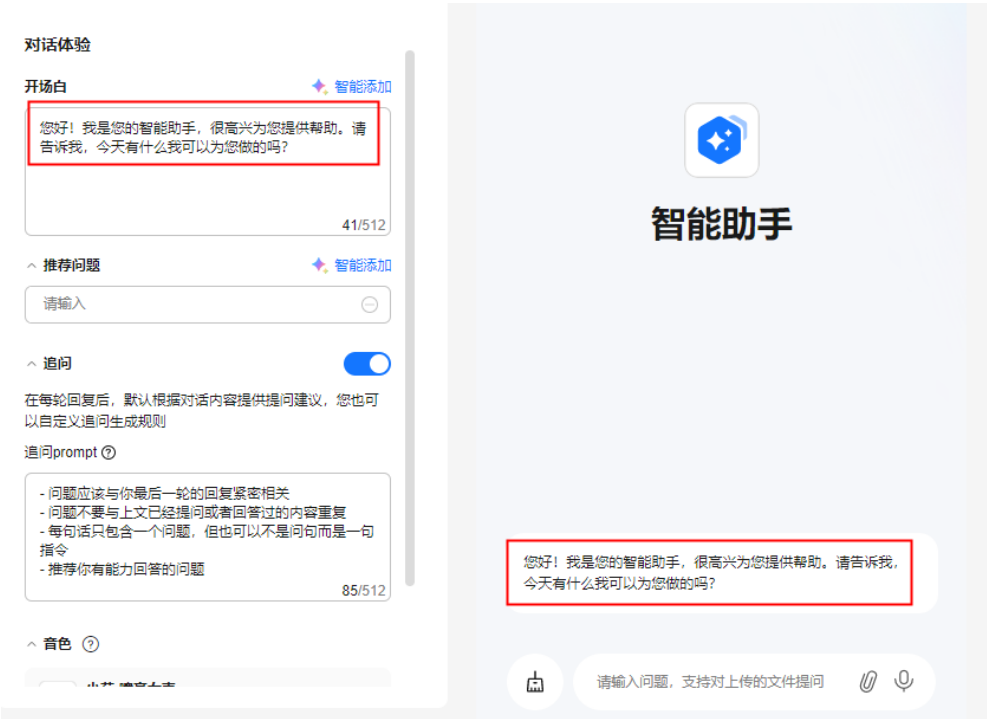 对话体验
开场白
智能添加
您好！我是您的智能助手，很高兴为您提供帮助。请
告诉我，今天有什么我可以为您做的吗？
41/512
推荐问题
智能添加
请输入
追问
在每轮回复后，默认根据对话内容提供提问建议，您也可
以自定义追问生成规则
追问prompt
- 问题应该与你最后一轮的回复紧密相关
- 问题不要与上文已经提问或者回答过的内容重复
- 每句话只包含一个问题，但也可以不是问句而是一句
指令
- 推荐你有能力回答的问题
85/512
音色
智能助手
您好！我是您的智能助手，很高兴为您提供帮助。请告诉我，
今天有什么我可以为您做的吗？
请输入问题，支持对上传的文件提问